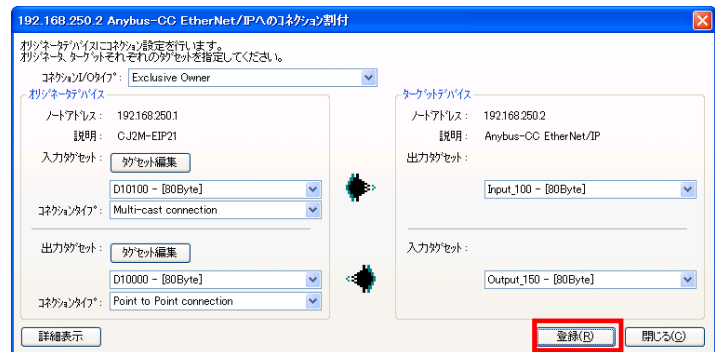 192.168.250.2 Anybus-CC EtherNet/IPへのｺﾈｸｼｮﾝ割付
ｵﾘｼﾞﾈｰﾀﾃﾞﾊﾞｲｽにｺﾈｸｼｮﾝ設定を行います。
ｵﾘｼﾞﾈｰﾀ､ﾀｰｹﾞｯﾄそれぞれのﾀｸﾞｾｯﾄを指定してください。
ｺﾈｸｼｮﾝI/Oﾀｲﾌﾟ： Exclusive Owner
ｵﾘｼﾞﾈｰﾀﾃﾞﾊﾞｲｽ
ﾉｰﾄﾞｱﾄﾞﾚｽ： 192.168.250.1
説明： CJ2M-EIP21
入力ﾀｸﾞｾｯﾄ： ﾀｸﾞｾｯﾄ編集
D10100 - [80Byte]
ｺﾈｸｼｮﾝﾀｲﾌﾟ： Multi-cast connection
出力ﾀｸﾞｾｯﾄ： ﾀｸﾞｾｯﾄ編集
D10000 - [80Byte]
ｺﾈｸｼｮﾝﾀｲﾌﾟ： Point to Point connection
ﾀｰｹﾞｯﾄﾃﾞﾊﾞｲｽ
ﾉｰﾄﾞｱﾄﾞﾚｽ： 192.168.250.2
説明： Anybus-CC EtherNet/IP
出力ﾀｸﾞｾｯﾄ：
Input_100 - [80Byte]
入力ﾀｸﾞｾｯﾄ：
Output_150 - [80Byte]
詳細表示
登録(R)
閉じる(C)